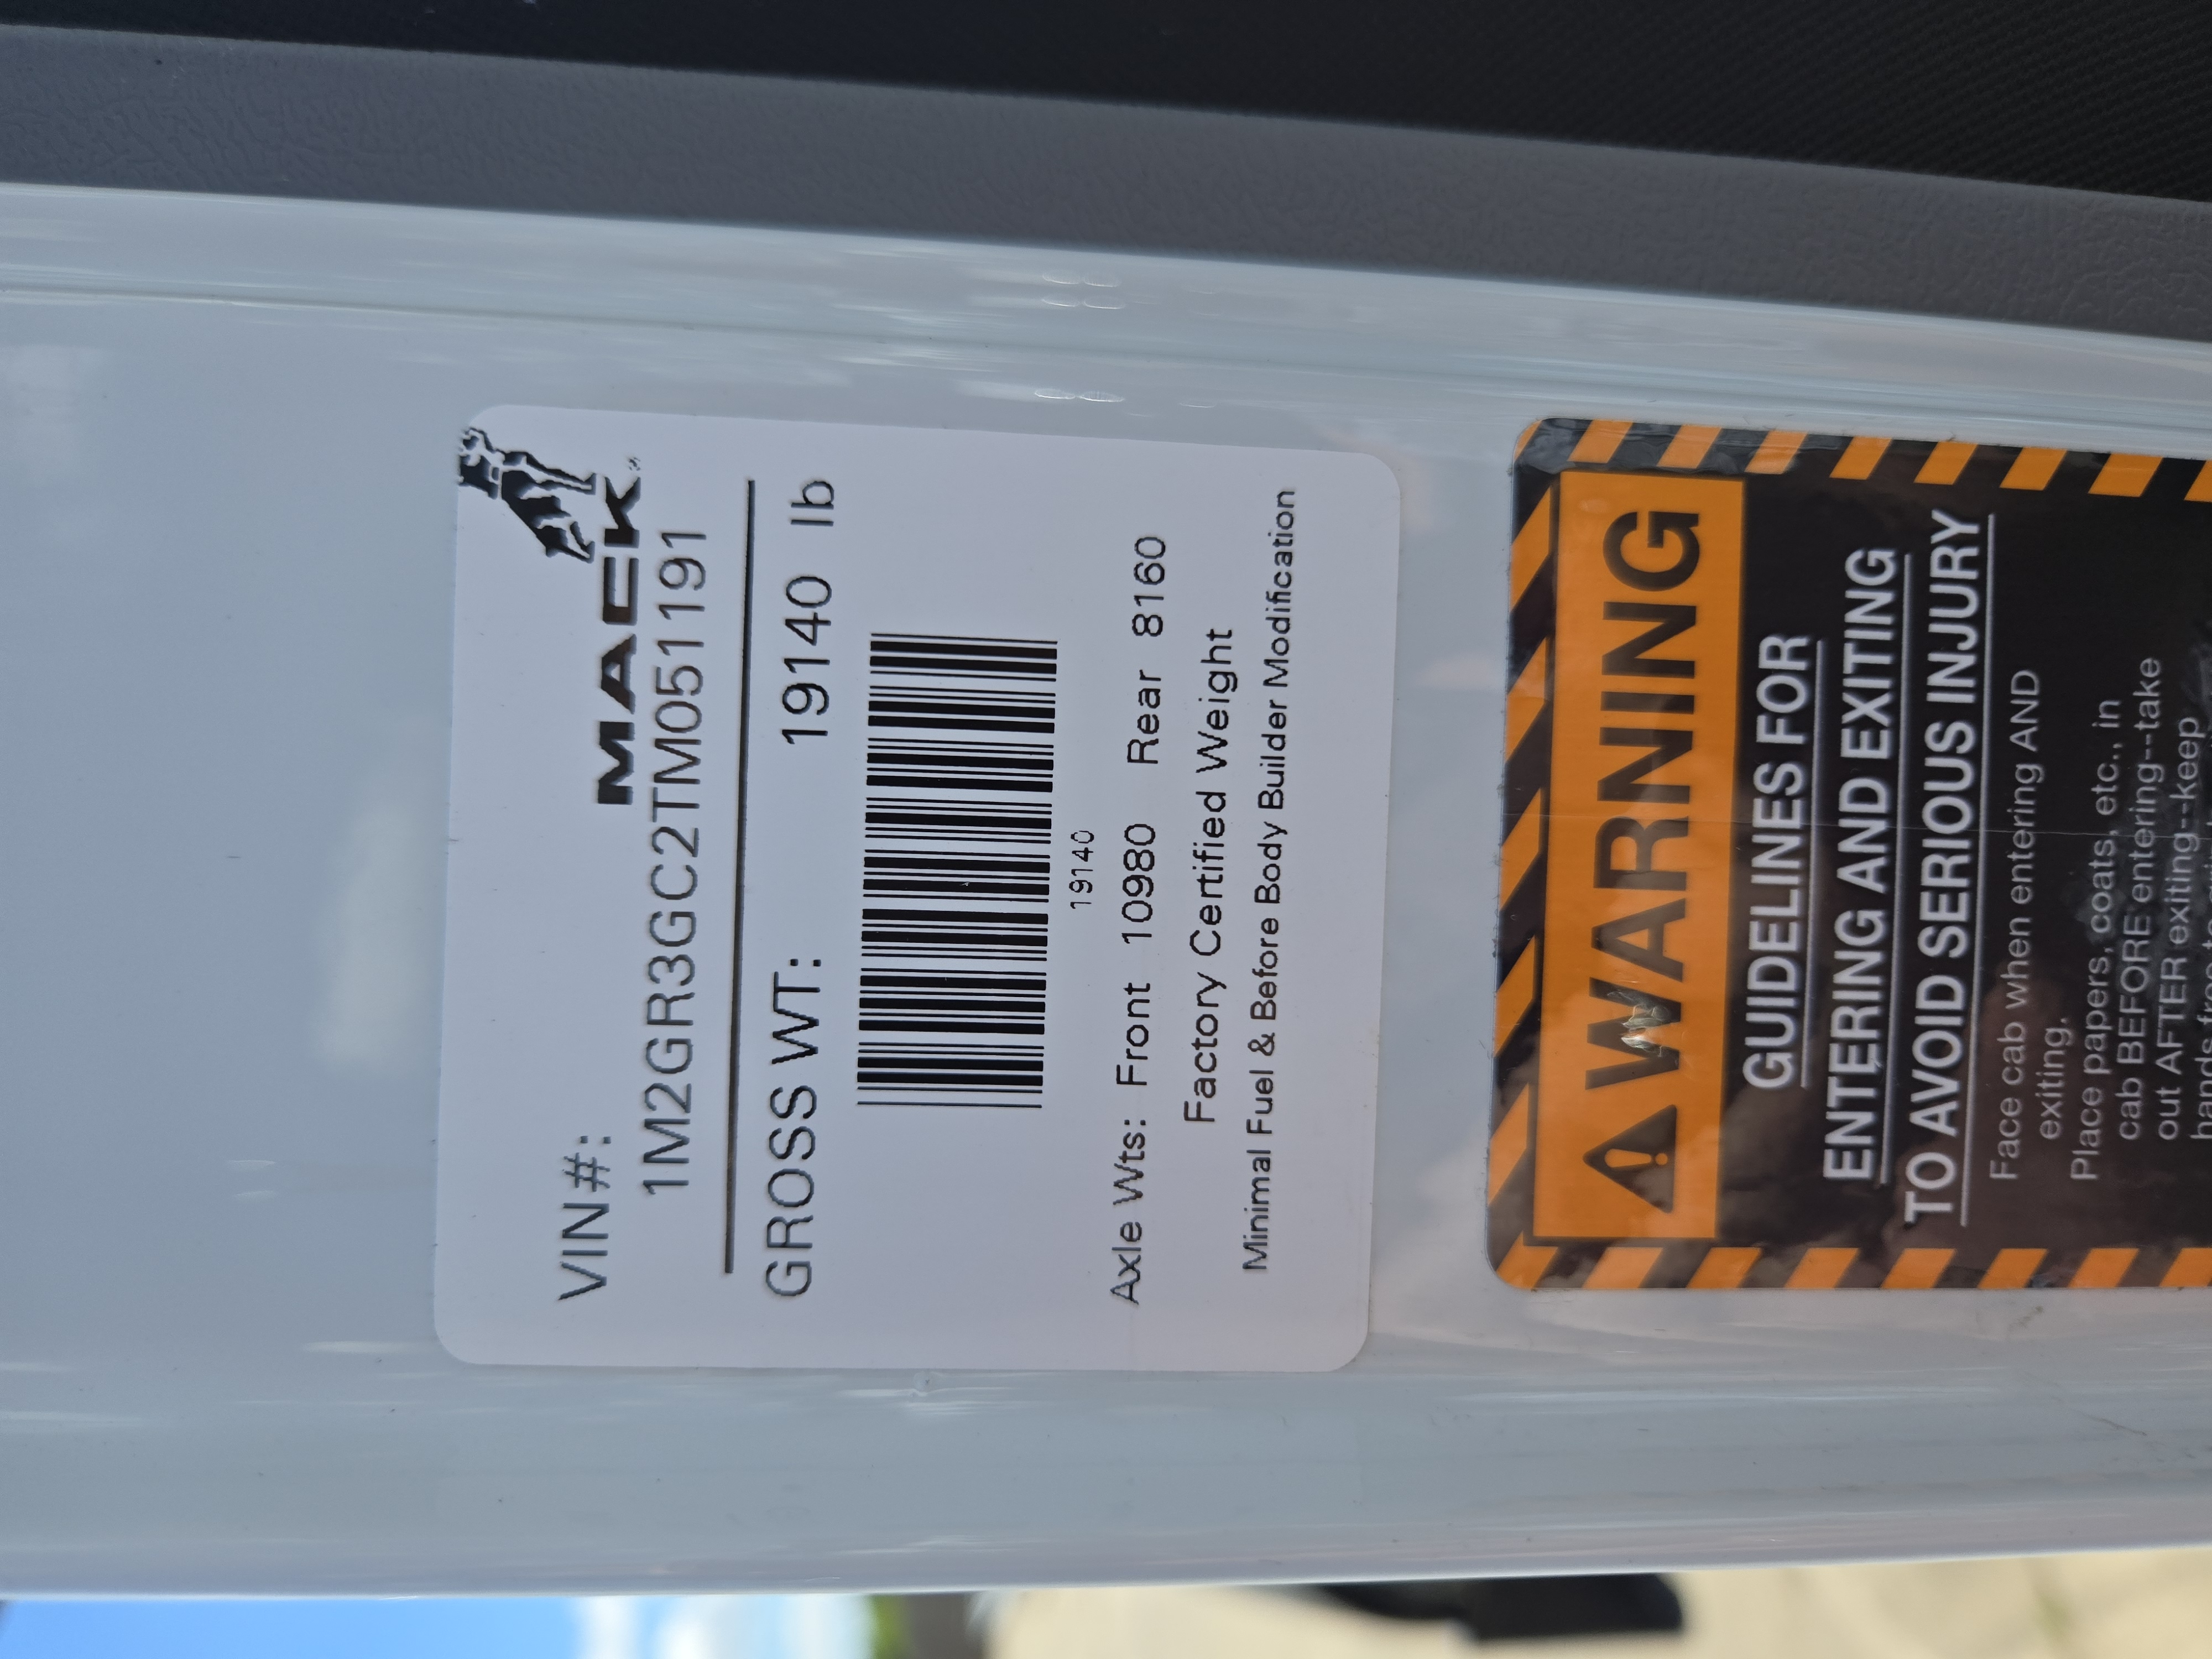 MACK
VIN#:
1M2GR3GC2TM051191
GROSS WT: 19140 lb
19140
Axle Wts: Front 10980 Rear 8160
Factory Certified Weight
Minimal Fuel & Before Body Builder Modification
WARNING
GUIDELINES FOR
ENTERING AND EXITING
TO AVOID SERIOUS INJURY
Face cab when entering AND
exiting.
Place papers, coats, etc., in
cab BEFORE entering--take
out AFTER exiting--keep